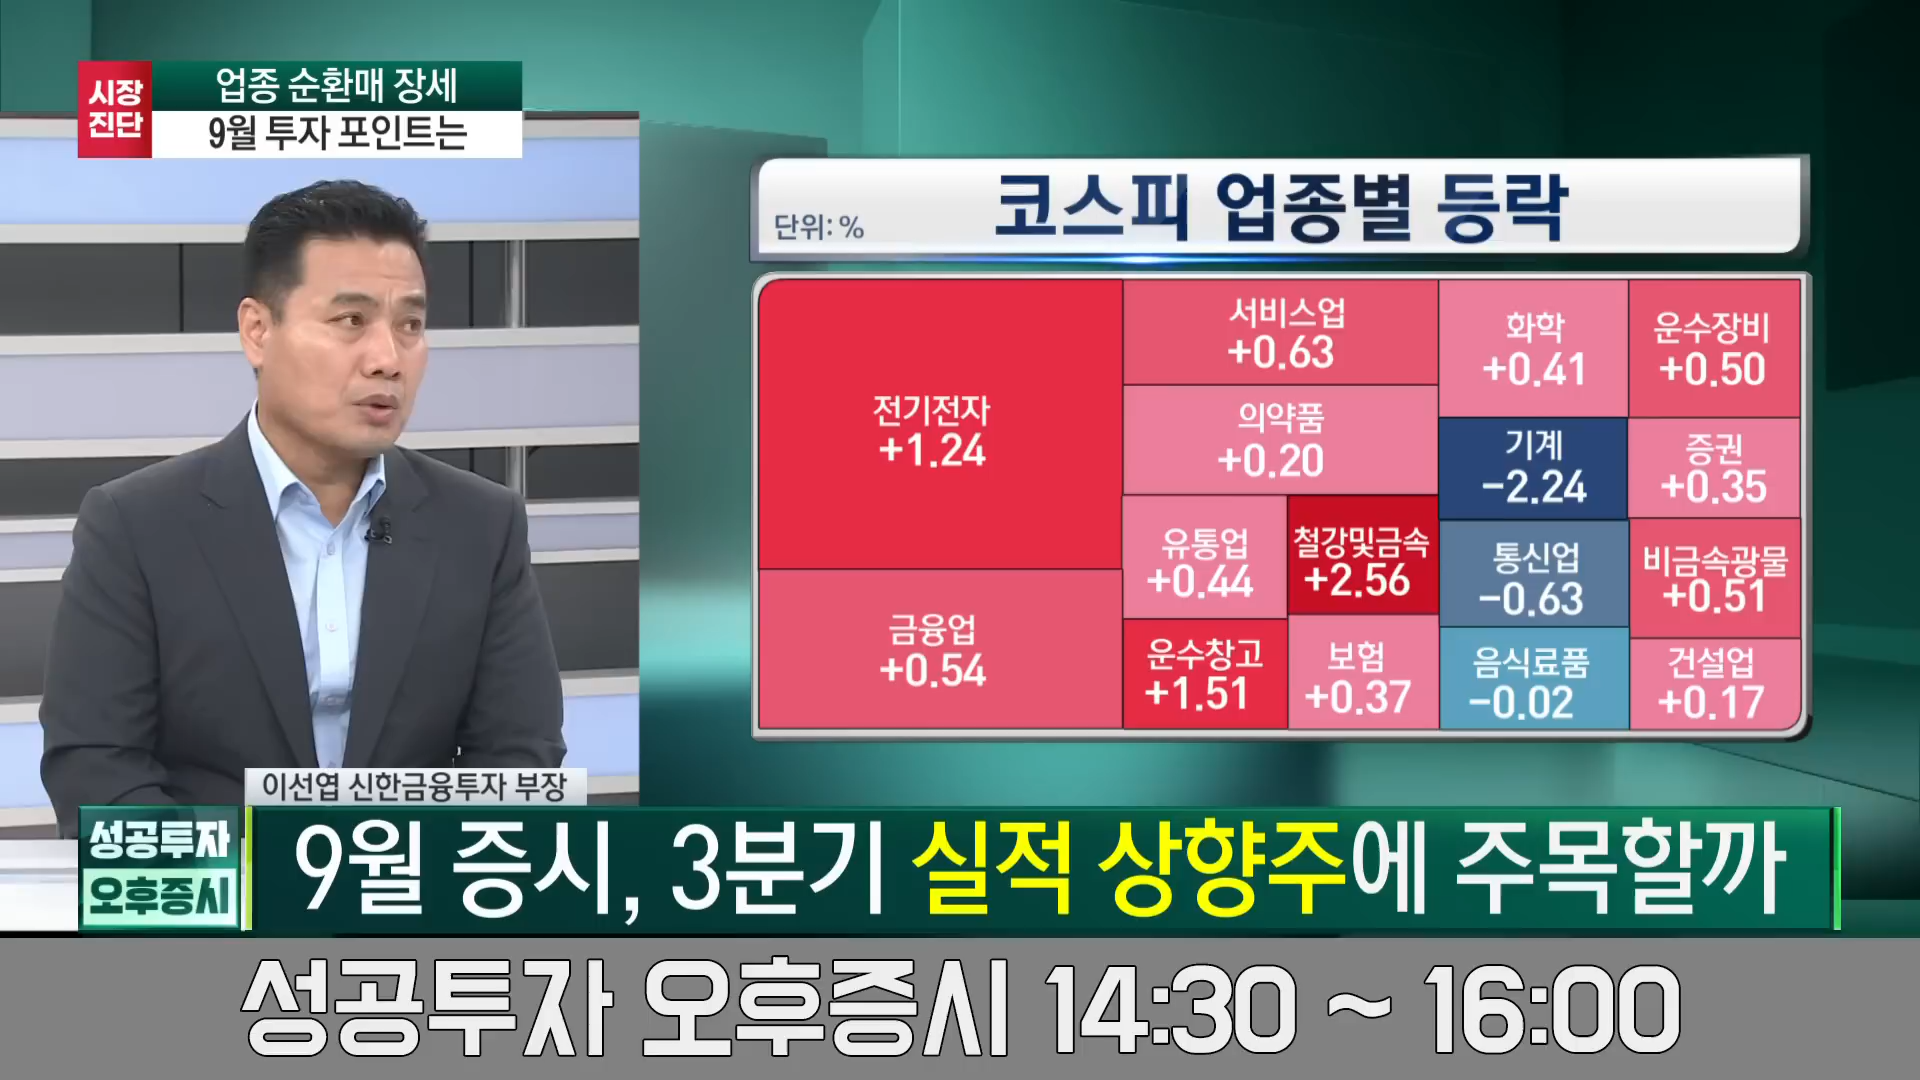 시장
진단
업종 순환매 장세
9월 투자 포인트는
단위: %
코스피 업종별 등락
전기전자
+1.24
금융업
+0.54
서비스업
+0.63
의약품
+0.20
유통업
+0.44
철강및금속
+2.56
운수창고
+1.51
보험
+0.37
화학
+0.41
기계
-2.24
통신업
-0.63
음식료품
-0.02
운수장비
+0.50
증권
+0.35
비금속광물
+0.51
건설업
+0.17
이선엽 신한금융투자 부장
성공투자
오후증시
9월 증시, 3분기 실적 상향주에 주목할까
성공투자 오후증시 14:30 ~ 16:00